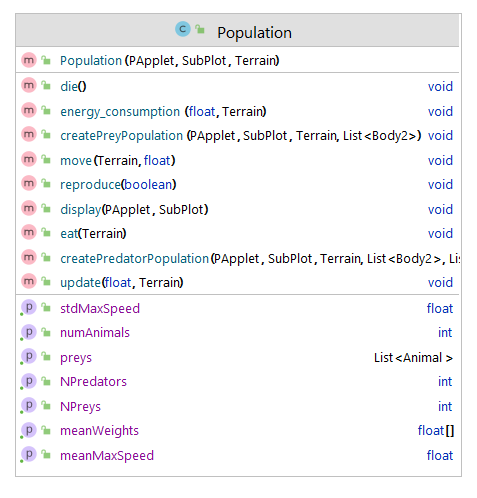 C Population
m Population(PApplet, SubPlot, Terrain)
m die() void
m energy_consumption (float, Terrain) void
m createPreyPopulation (PApplet, SubPlot, Terrain, List<Body2>) void
m move(Terrain, float) void
m reproduce(boolean) void
m display(PApplet, SubPlot) void
m eat(Terrain) void
m createPredatorPopulation(PApplet, SubPlot, Terrain, List<Body2>, Li
m update(float, Terrain) void
p stdMaxSpeed float
p numAnimals int
p preys List<Animal>
p NPredators int
p NPreys int
p meanWeights float[]
p meanMaxSpeed float